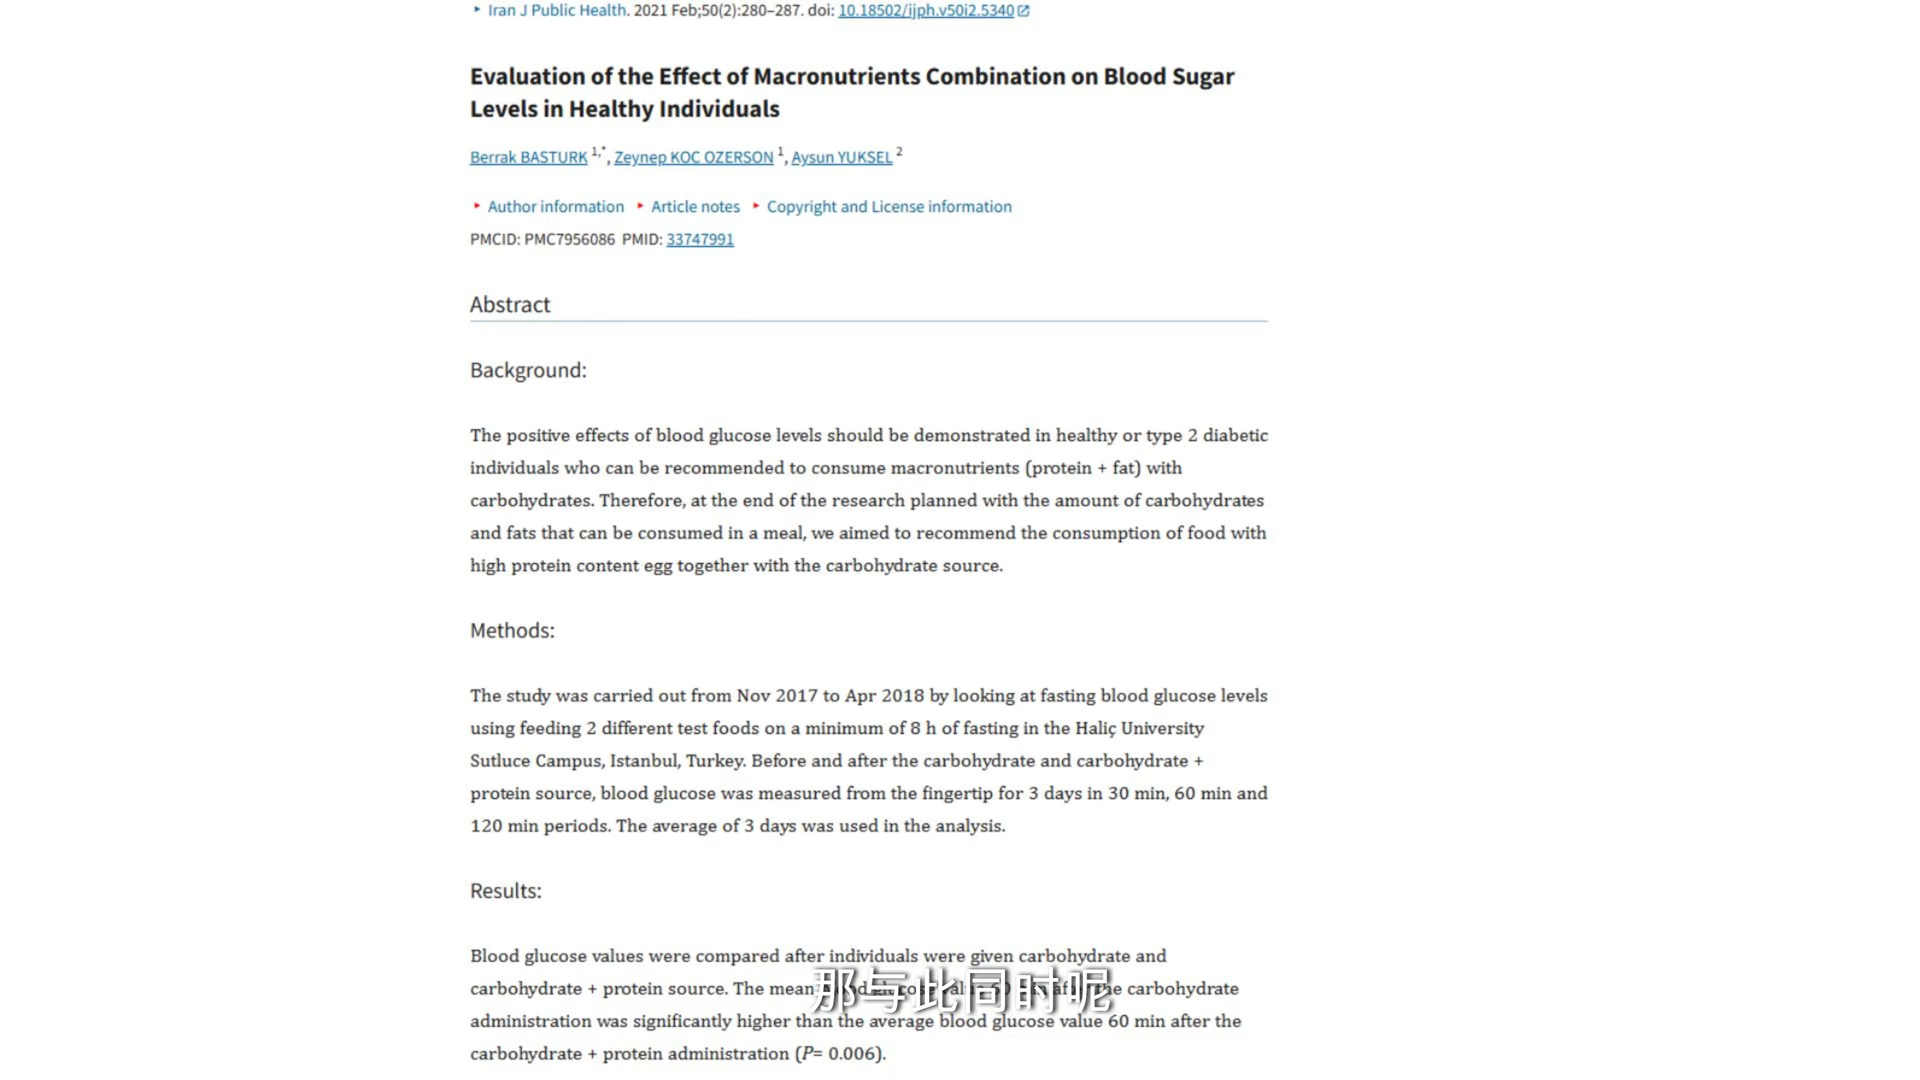 Iran J Public Health. 2021 Feb;50(2):280–287. doi: 10.18502/ijph.v50i2.5340
Evaluation of the Effect of Macronutrients Combination on Blood Sugar
Levels in Healthy Individuals
Berrak BASTURK 1,*, Zeynep KOC OZERSON 1, Aysun YUKSEL 2
Author information Article notes Copyright and License information
PMCID: PMC7956086 PMID: 33747991
Abstract
Background:
The positive effects of blood glucose levels should be demonstrated in healthy or type 2 diabetic
individuals who can be recommended to consume macronutrients (protein + fat) with
carbohydrates. Therefore, at the end of the research planned with the amount of carbohydrates
and fats that can be consumed in a meal, we aimed to recommend the consumption of food with
high protein content egg together with the carbohydrate source.
Methods:
The study was carried out from Nov 2017 to Apr 2018 by looking at fasting blood glucose levels
using feeding 2 different test foods on a minimum of 8 h of fasting in the Haliç University
Sutluce Campus, Istanbul, Turkey. Before and after the carbohydrate and carbohydrate +
protein source, blood glucose was measured from the fingertip for 3 days in 30 min, 60 min and
120 min periods. The average of 3 days was used in the analysis.
Results:
Blood glucose values were compared after individuals were given carbohydrate and
carbohydrate + protein source. The mean the carbohydrate
那与此同时呢
administration was significantly higher than the average blood glucose value 60 min after the
carbohydrate + protein administration (P= 0.006).